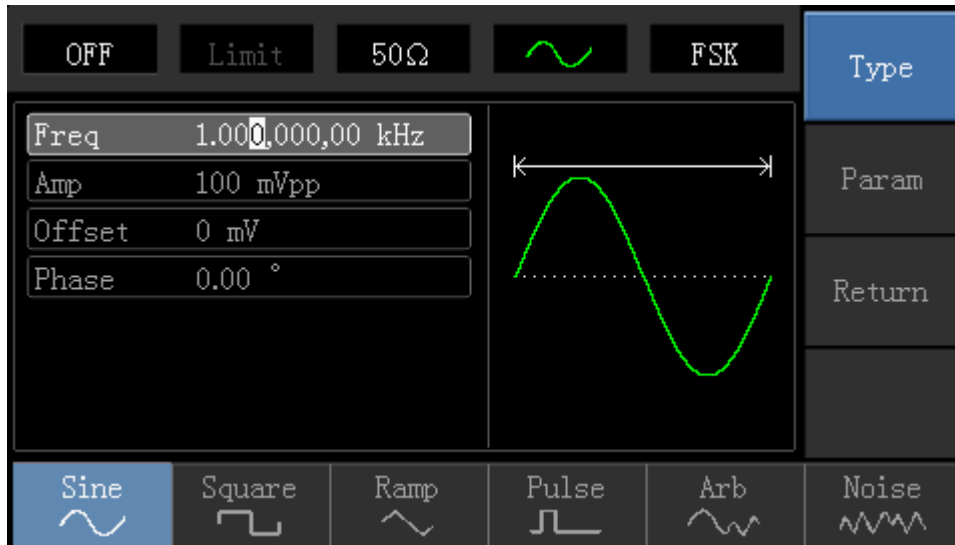 OFF Limit 50Ω FSK Type
Freq 1.000,000,00 kHz
Amp 100 mVpp
Param
Offset 0 mV
Phase 0.00 °
Return
Sine Square Ramp Pulse Arb Noise